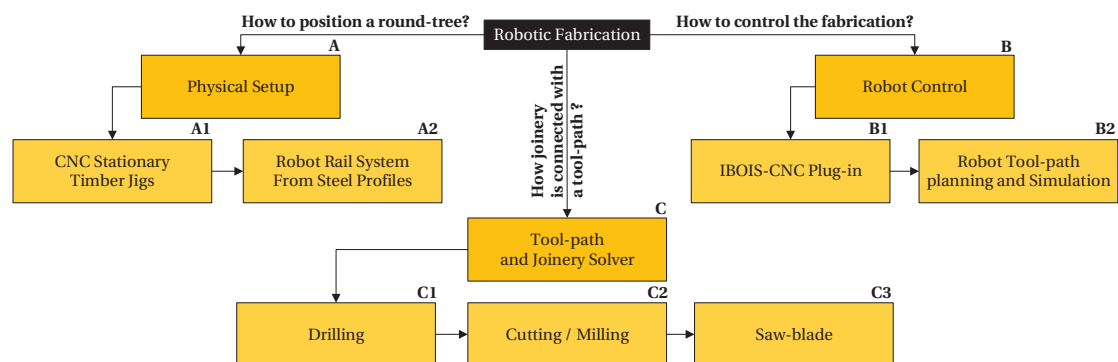 How to position a round-tree?
Robotic Fabrication
How to control the fabrication?
A
Physical Setup
B
Robot Control
How joinery
is connected with
a tool-path ?
A1
CNC Stationary
Timber Jigs
A2
Robot Rail System
From Steel Profiles
B1
IBOIS-CNC Plug-in
B2
Robot Tool-path
planning and Simulation
C
Tool-path
and Joinery Solver
C1
Drilling
C2
Cutting / Milling
C3
Saw-blade